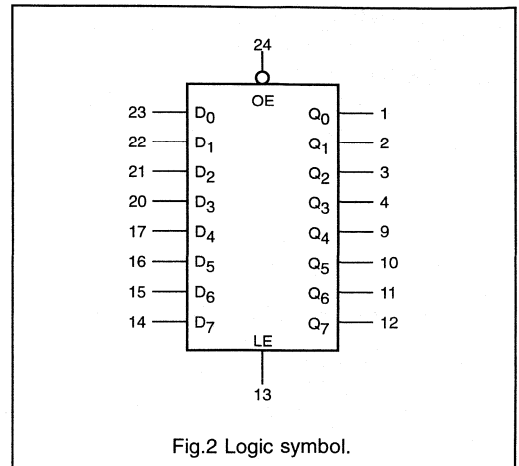 24
OE
23 D0 Q0 1
22 D1 Q1 2
21 D2 Q2 3
20 D3 Q3 4
17 D4 Q4 9
16 D5 Q5 10
15 D6 Q6 11
14 D7 Q7 12
LE
13
Fig.2 Logic symbol.